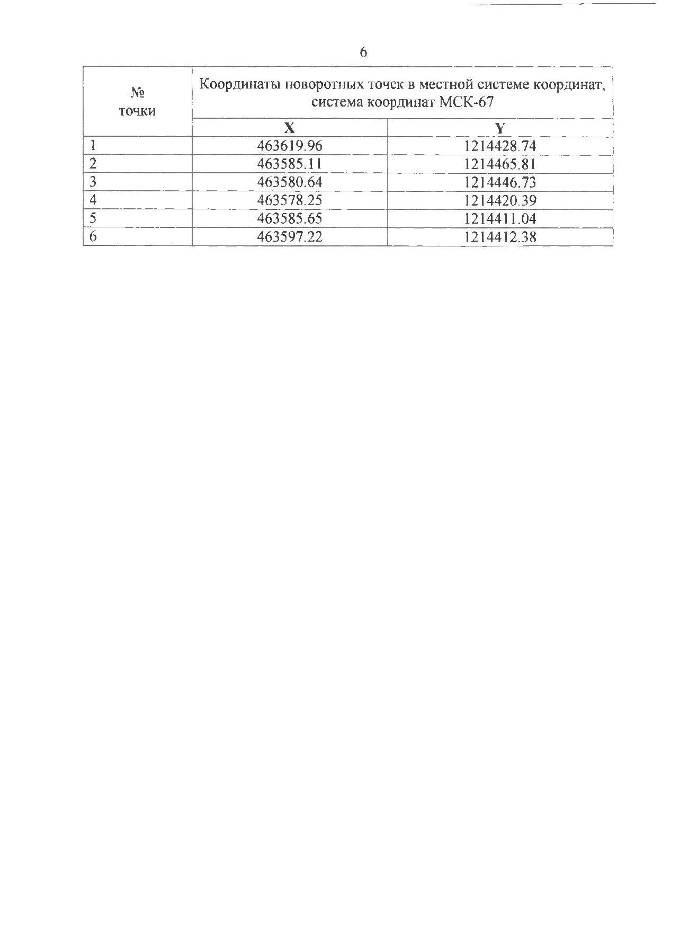 6
№
точки
Координаты поворотных точек в местной системе координат,
система координат МСК-67
X Y
1 463619.96 1214428.74
2 463585.11 1214465.81
3 463580.64 1214446.73
4 463578.25 1214420.39
5 463585.65 1214411.04
6 463597.22 1214412.38